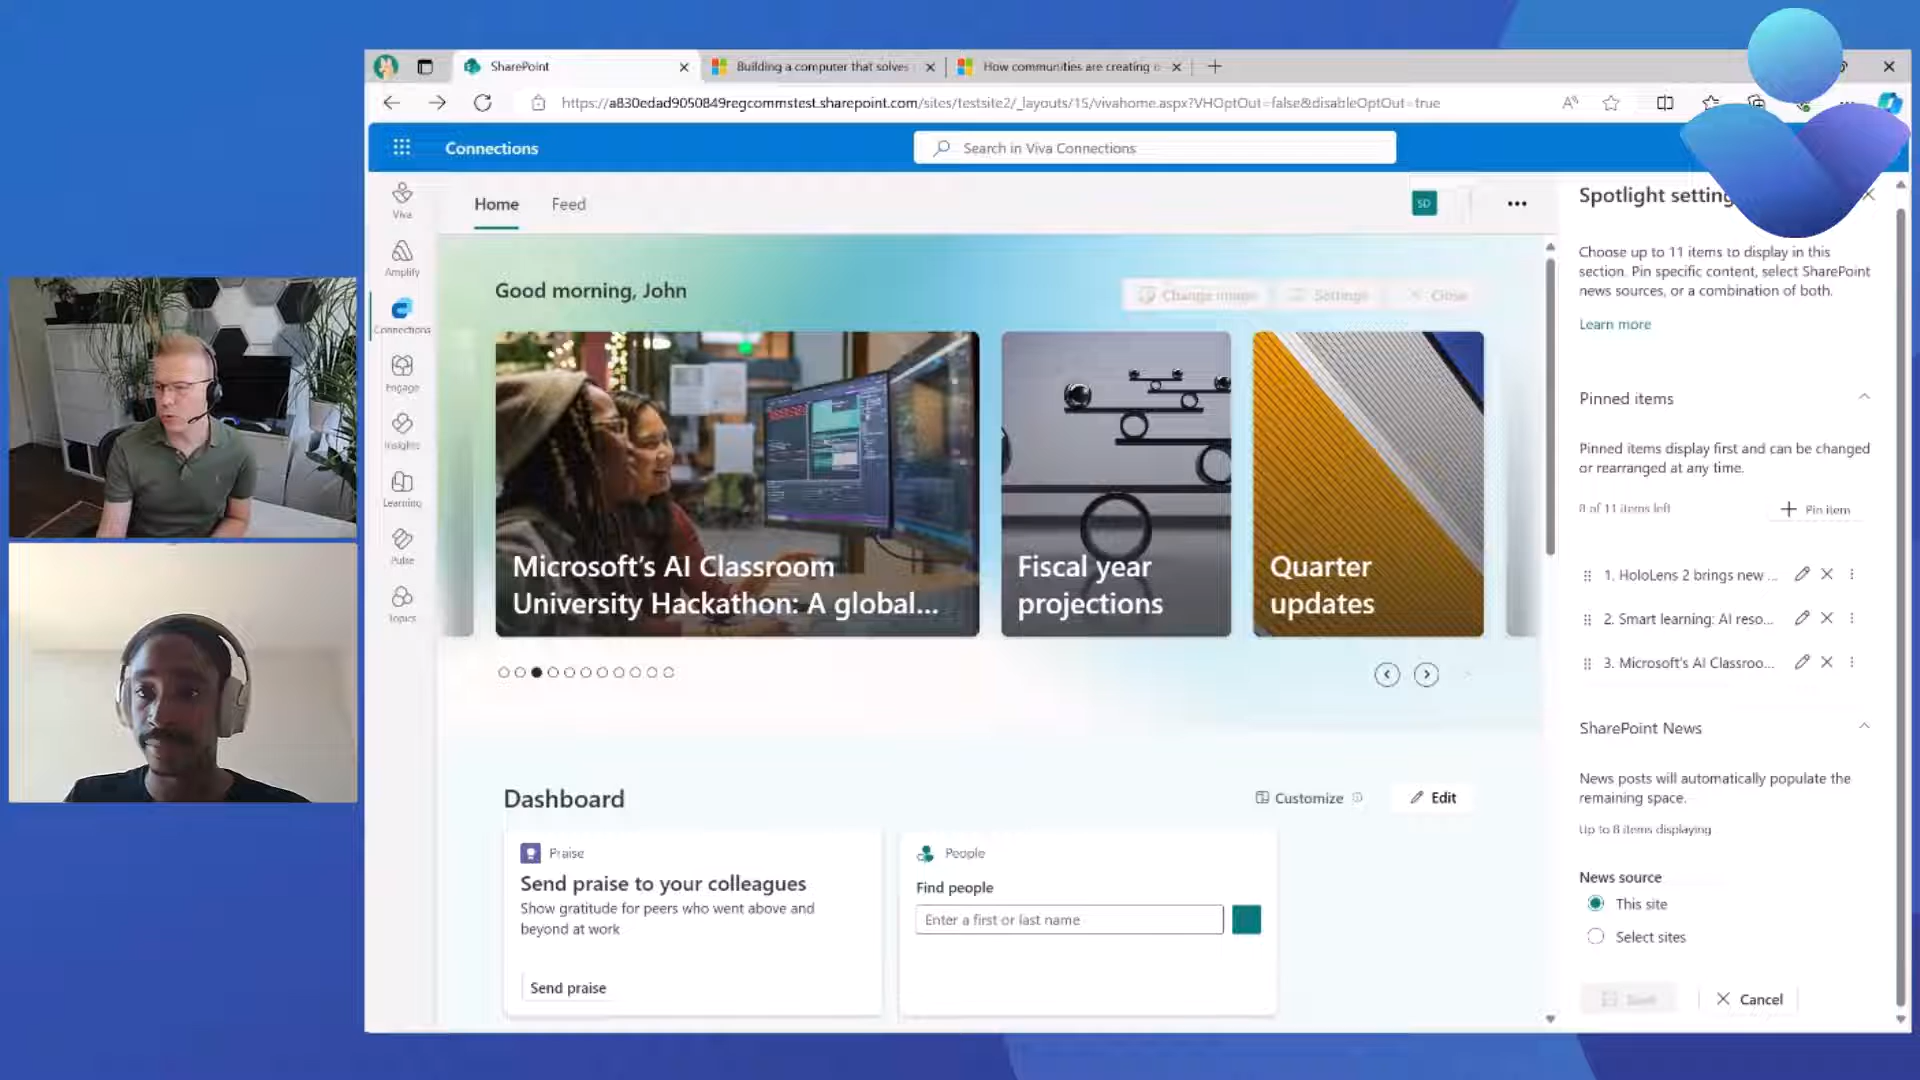 SharePoint
Building a computer that solves
How communities are creating
https://a830edad9050849regcommstest.sharepoint.com/sites/testsite2/_layouts/15/vivahome.aspx?VHOptOut=false&disableOptOut=true
Connections
Search in Viva Connections
Viva
Amplify
Connections
Engage
Insights
Learning
Pulse
Topics
Home
Feed
SD
Good morning, John
Change image
Settings
Close
Microsoft's AI Classroom
University Hackathon: A global...
Fiscal year
projections
Quarter
updates
Dashboard
Customize
Edit
Praise
Send praise to your colleagues
Show gratitude for peers who went above and
beyond at work
Send praise
People
Find people
Enter a first or last name
Spotlight setting
Choose up to 11 items to display in this
section. Pin specific content, select SharePoint
news sources, or a combination of both.
Learn more
Pinned items
Pinned items display first and can be changed
or rearranged at any time.
8 of 11 items left
Pin item
1. HoloLens 2 brings new ...
2. Smart learning: AI reso...
3. Microsoft's AI Classroo...
SharePoint News
News posts will automatically populate the
remaining space.
Up to 8 items displaying
News source
This site
Select sites
Save
Cancel